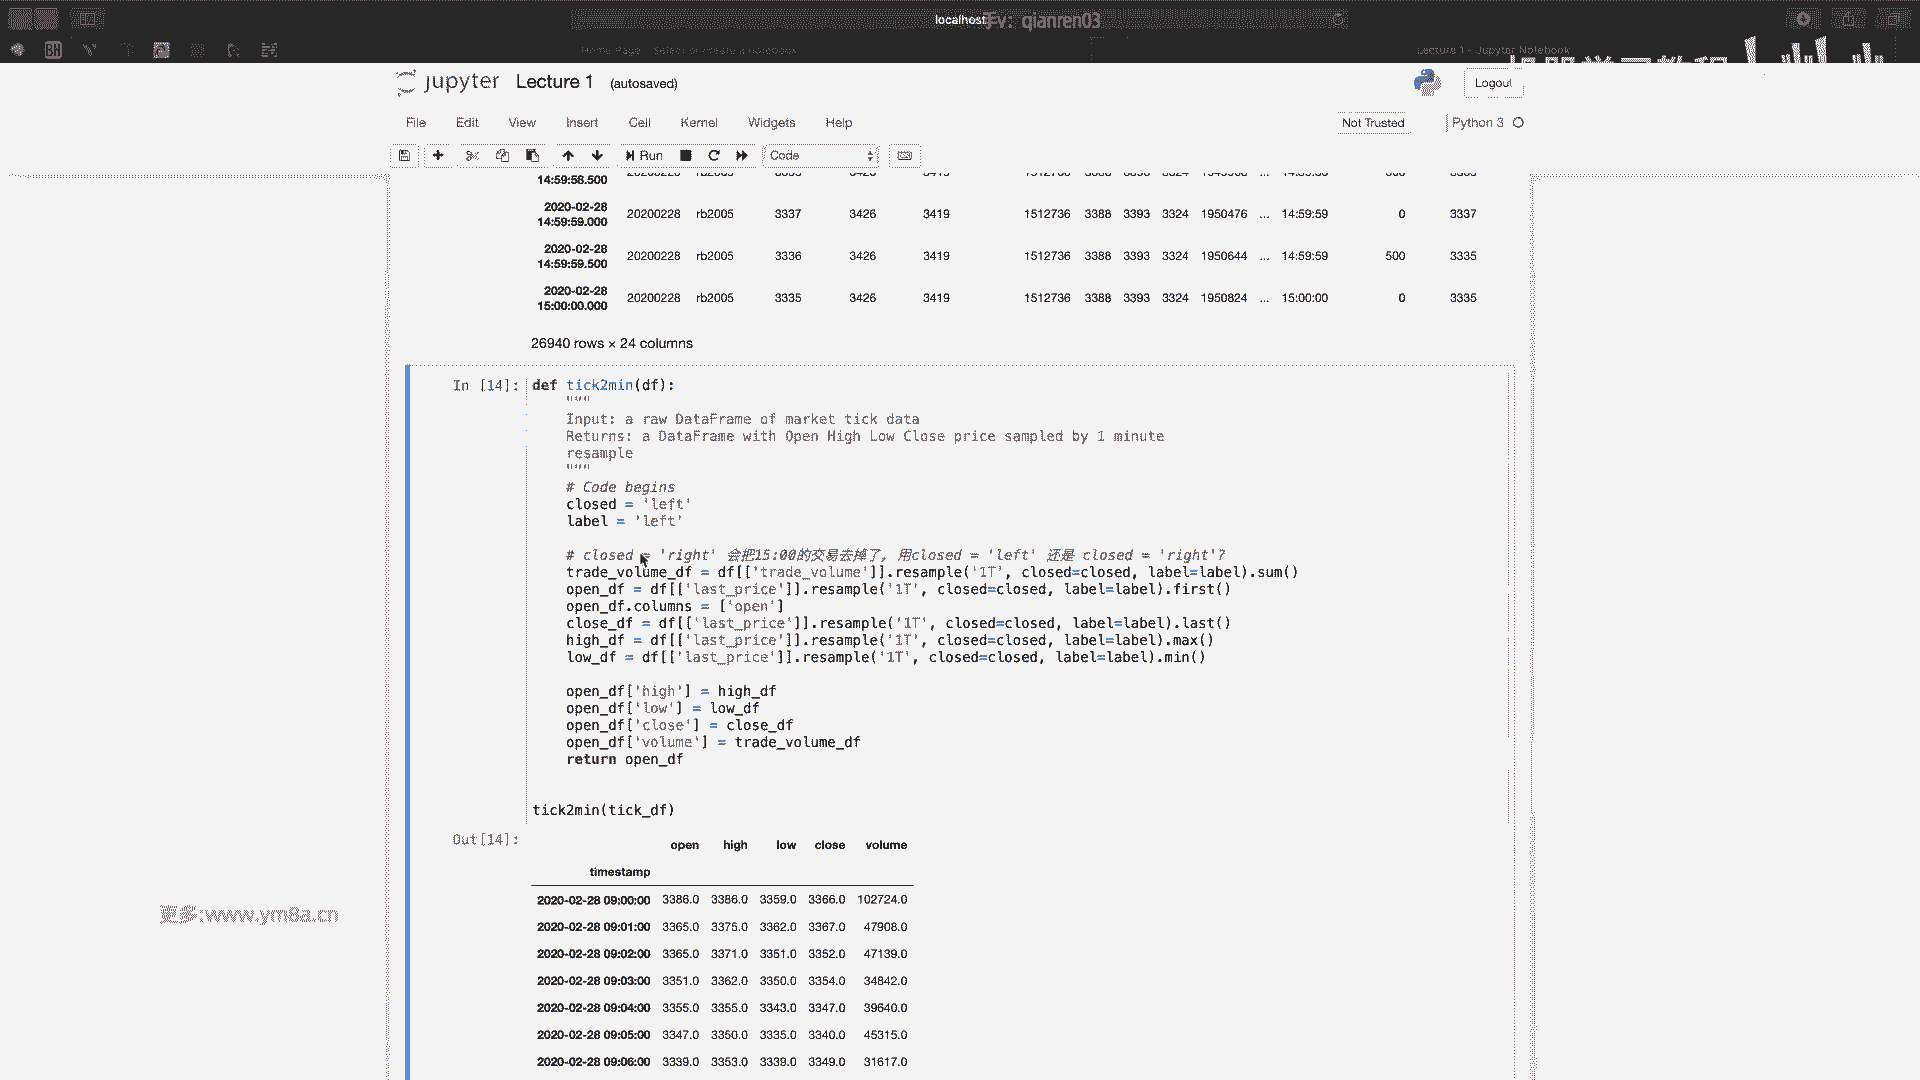 localhost
v: qianren03
Home Page - Select or create a notebook
Lecture 1 - Jupyter Notebook
jupyter Lecture 1 (autosaved)
Logout
File Edit View Insert Cell Kernel Widgets Help
Not Trusted
Python 3
Run
Code
14:59:58.500
2020-02-28
14:59:59.000 20200228 rb2005 3337 3426 3419 1512736 3388 3393 3324 1950476 ... 14:59:59 0 3337
2020-02-28
14:59:59.500 20200228 rb2005 3336 3426 3419 1512736 3388 3393 3324 1950644 ... 14:59:59 500 3335
2020-02-28
15:00:00.000 20200228 rb2005 3335 3426 3419 1512736 3388 3393 3324 1950824 ... 15:00:00 0 3335
26940 rows × 24 columns
In [14]: def tick2min(df):
"""
Input: a raw DataFrame of market tick data
Returns: a DataFrame with Open High Low Close price sampled by 1 minute
resample
"""
# Code begins
closed = 'left'
label = 'left'
# closed = 'right' 会把15:00的交易去掉了, 用closed = 'left' 还是 closed = 'right'?
trade_volume_df = df[['trade_volume']].resample('1T', closed=closed, label=label).sum()
open_df = df[['last_price']].resample('1T', closed=closed, label=label).first()
open_df.columns = ['open']
close_df = df[['last_price']].resample('1T', closed=closed, label=label).last()
high_df = df[['last_price']].resample('1T', closed=closed, label=label).max()
low_df = df[['last_price']].resample('1T', closed=closed, label=label).min()
open_df['high'] = high_df
open_df['low'] = low_df
open_df['close'] = close_df
open_df['volume'] = trade_volume_df
return open_df
tick2min(tick_df)
Out[14]:
open high low close volume
timestamp
2020-02-28 09:00:00 3386.0 3386.0 3359.0 3366.0 102724.0
2020-02-28 09:01:00 3365.0 3375.0 3362.0 3367.0 47908.0
2020-02-28 09:02:00 3365.0 3371.0 3351.0 3352.0 47139.0
2020-02-28 09:03:00 3351.0 3362.0 3350.0 3354.0 34842.0
2020-02-28 09:04:00 3355.0 3355.0 3343.0 3347.0 39640.0
2020-02-28 09:05:00 3347.0 3350.0 3335.0 3340.0 45315.0
2020-02-28 09:06:00 3339.0 3353.0 3339.0 3349.0 31617.0
更多:www.ym8a.cn